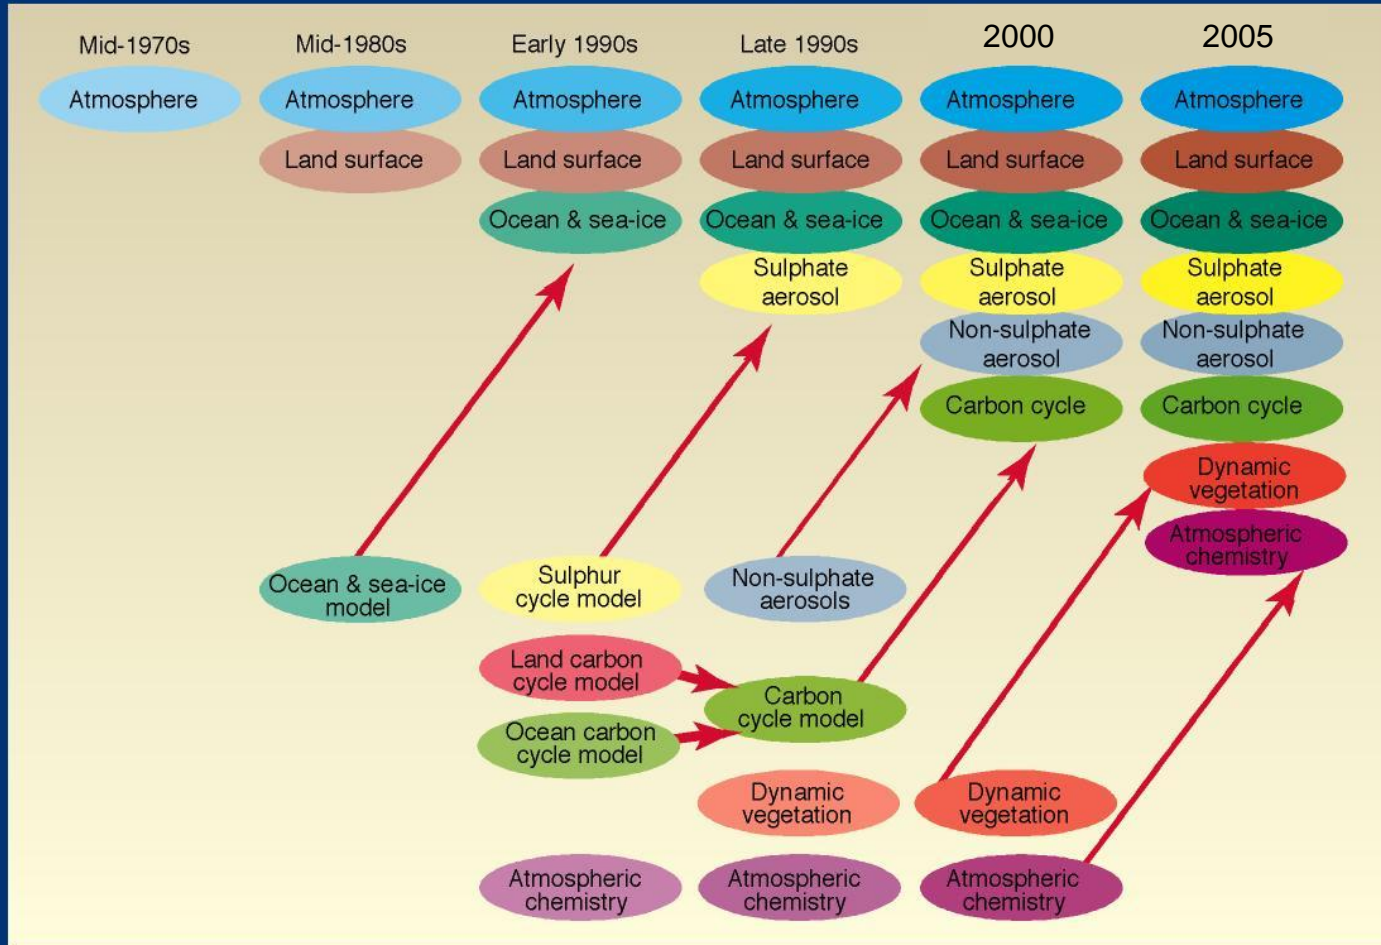 Mid-1970s
Mid-1980s
Early 1990s
Late 1990s
2000
2005
Atmosphere
Atmosphere
Atmosphere
Atmosphere
Atmosphere
Atmosphere
Land surface
Land surface
Land surface
Land surface
Land surface
Ocean & sea-ice
Ocean & sea-ice
Ocean & sea-ice
Ocean & sea-ice
Sulphate
aerosol
Sulphate
aerosol
Sulphate
aerosol
Non-sulphate
aerosol
Non-sulphate
aerosol
Carbon cycle
Carbon cycle
Dynamic
vegetation
Atmospheric
chemistry
Ocean & sea-ice
model
Sulphur
cycle model
Non-sulphate
aerosols
Land carbon
cycle model
Carbon
cycle model
Ocean carbon
cycle model
Dynamic
vegetation
Dynamic
vegetation
Atmospheric
chemistry
Atmospheric
chemistry
Atmospheric
chemistry